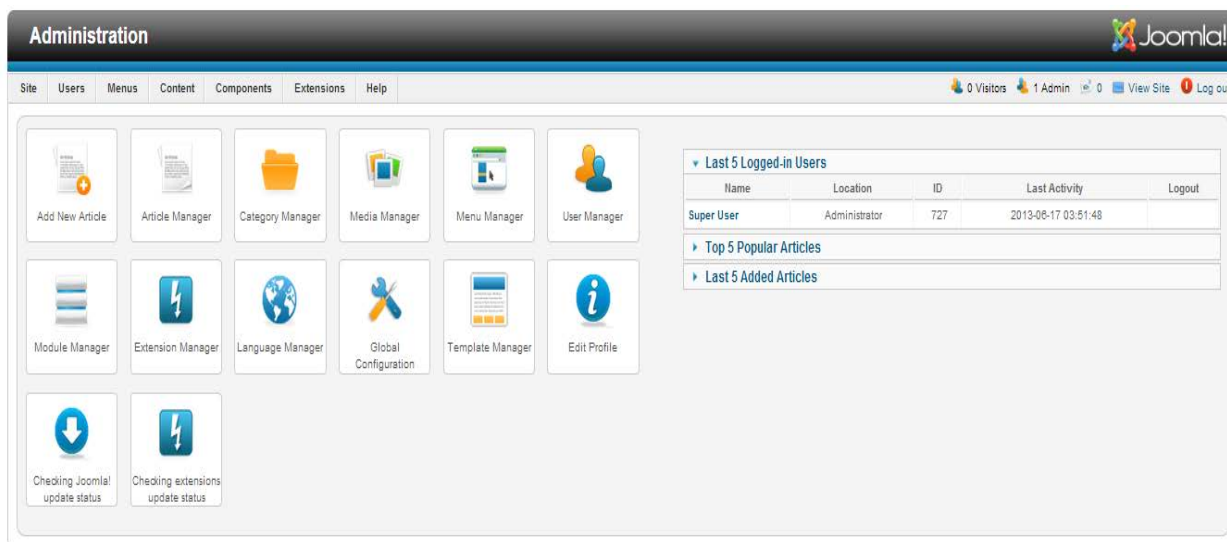 Administration
Joomla!
Site Users Menus Content Components Extensions Help
0 Visitors 1 Admin 0 View Site Log ou
Add New Article
Article Manager
Category Manager
Media Manager
Menu Manager
User Manager
Module Manager
Extension Manager
Language Manager
Global
Configuration
Template Manager
Edit Profile
Checking Joomla!
update status
Checking extensions
update status
Last 5 Logged-in Users
Name Location ID Last Activity Logout
Super User Administrator 727 2013-06-17 03:51:48
Top 5 Popular Articles
Last 5 Added Articles